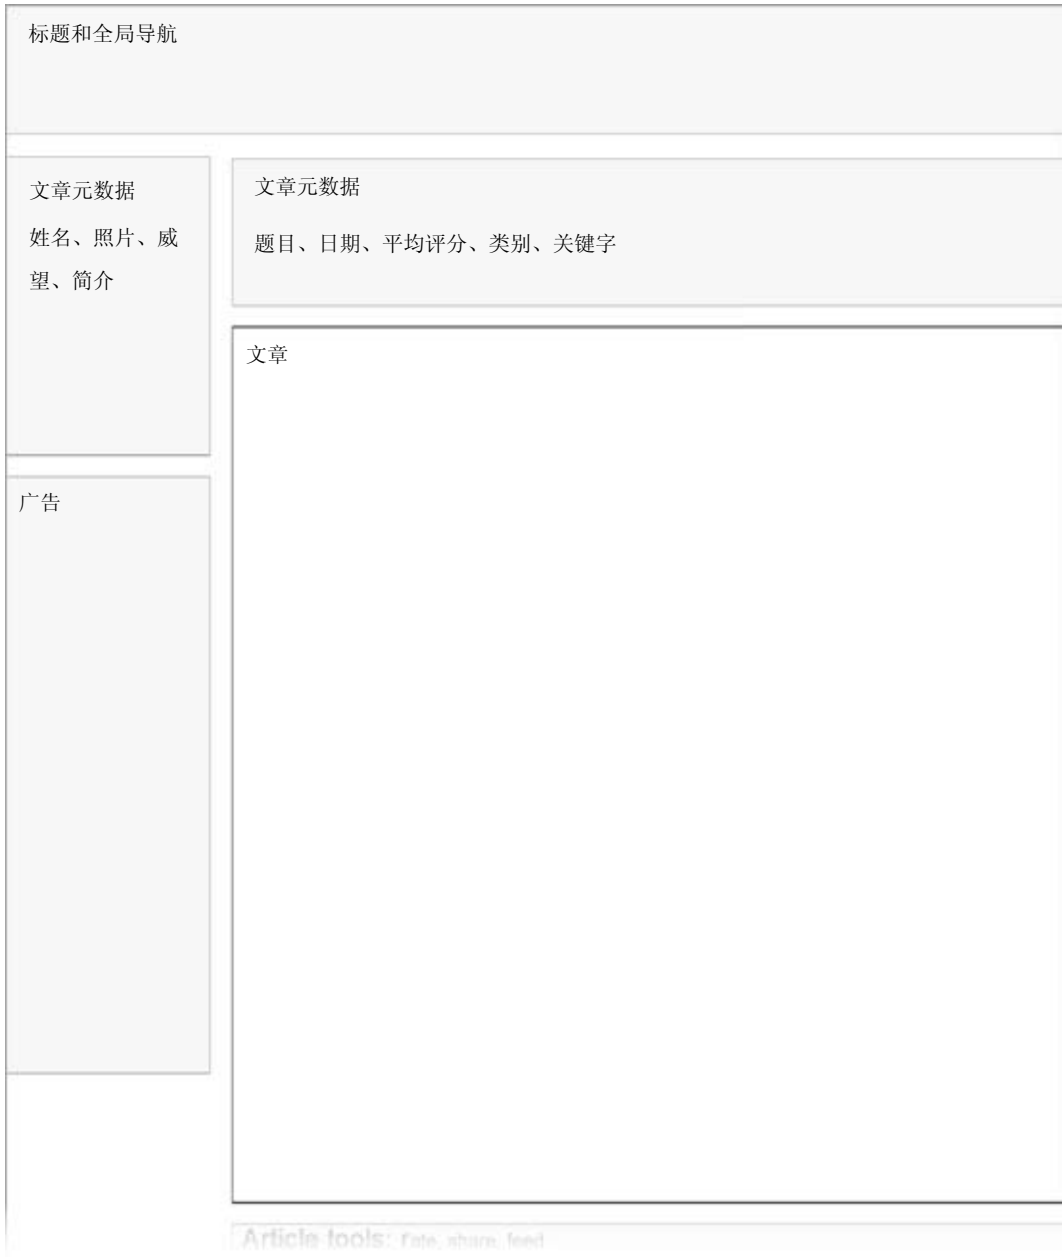 标题和全局导航
文章元数据
姓名、照片、威
望、简介
文章元数据
题目、日期、平均评分、类别、关键字
文章
广告
Article tools: rate, share, feed